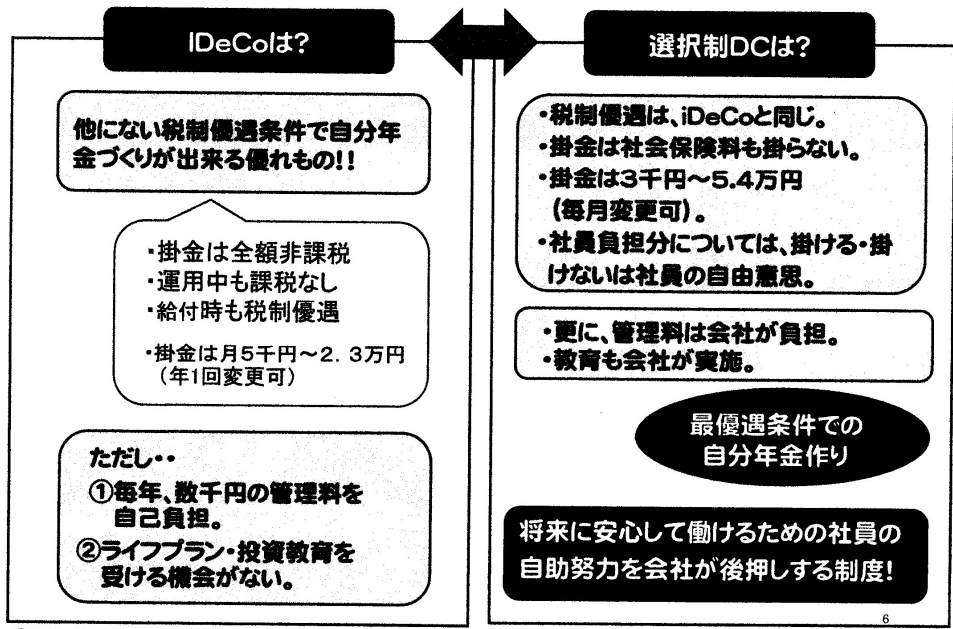 iDeCoは?
他にない税制優遇条件で自分年
金づくりが出来る優れもの!!
・掛金は全額非課税
・運用中も課税なし
・給付時も税制優遇
・掛金は月5千円～2.3万円
(年1回変更可)
ただし・・
①毎年、数千円の管理料を
自己負担。
②ライフプラン・投資教育を
受ける機会がない。
選択制DCは?
・税制優遇は、iDeCoと同じ。
・掛金は社会保険料も掛らない。
・掛金は3千円～5.4万円
(毎月変更可)。
・社員負担分については、掛ける・掛
けないは社員の自由意思。
・更に、管理料は会社が負担。
・教育も会社が実施。
最優遇条件での
自分年金作り
将来に安心して働けるための社員の
自助努力を会社が後押しする制度!
6